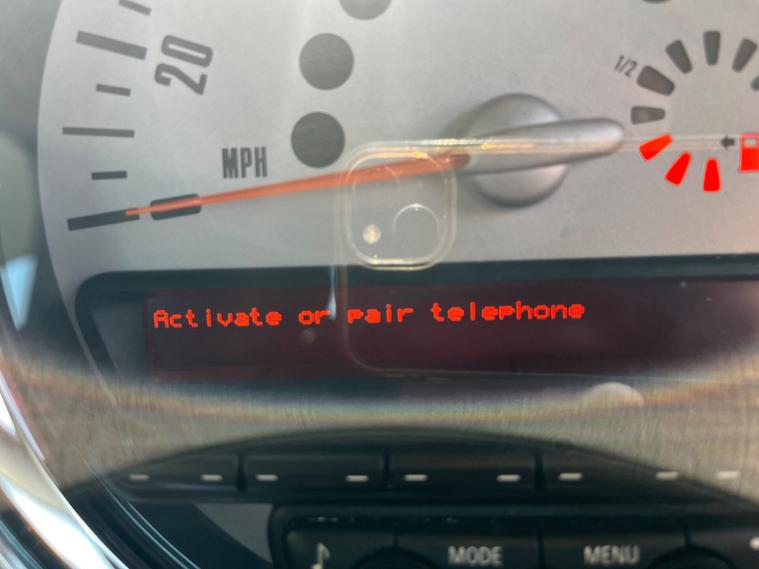 20
1/2
MPH
Activate or pair telephone
MODE
MENU